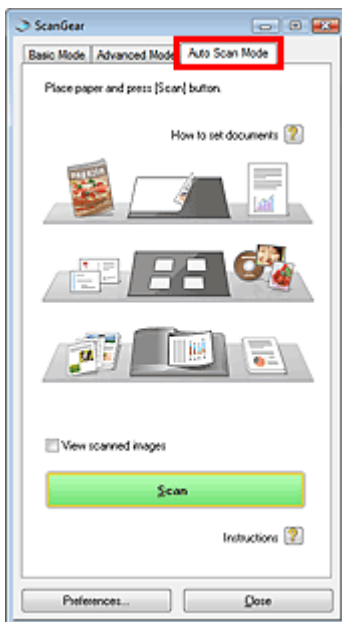 ScanGear
Basic Mode Advanced Mode Auto Scan Mode
Place paper and press [Scan] button.
How to set documents ?
MAGAZINE
View scanned images
Scan
Instructions ?
Preferences... Close